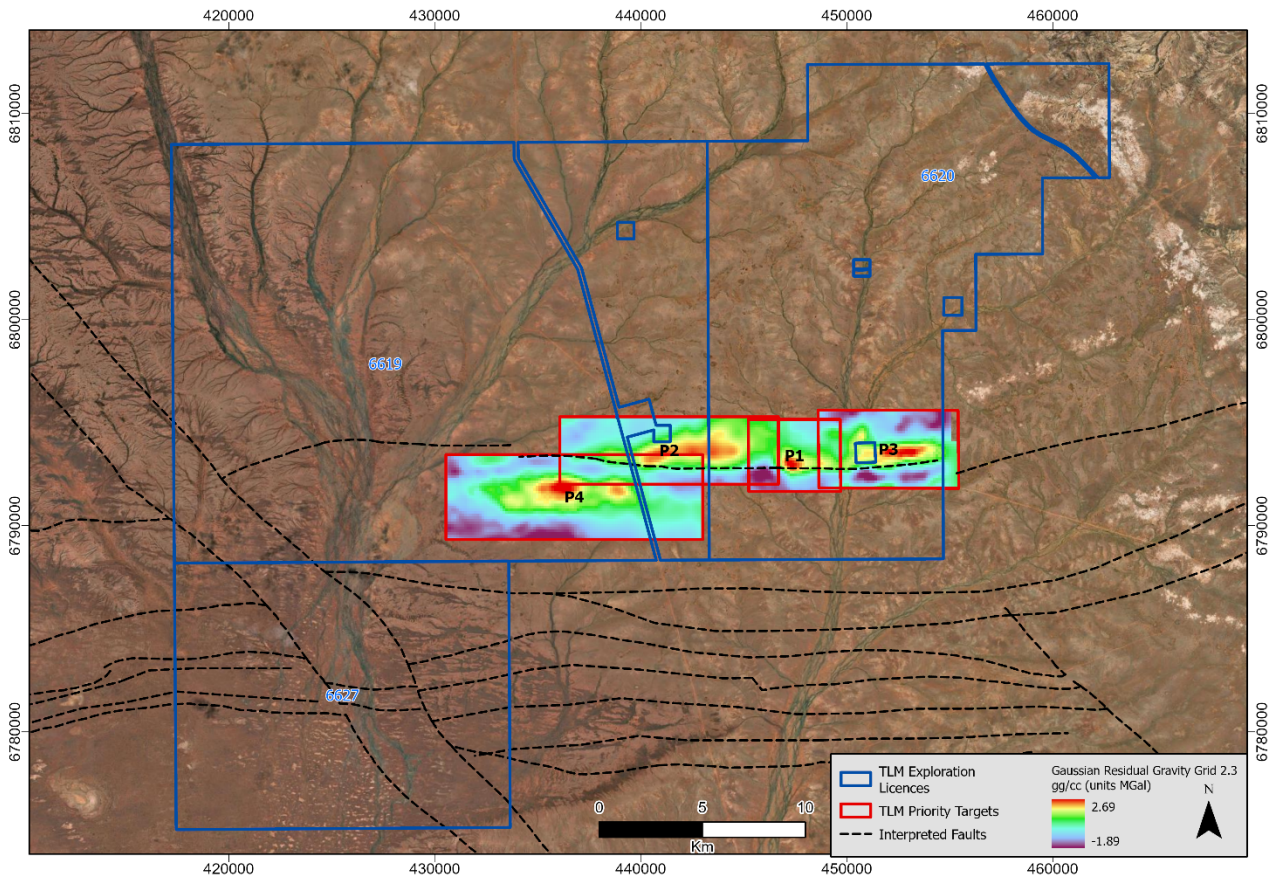 420000 430000 440000 450000 460000
6810000 6810000
6620
6800000 6800000
6619
P2 P1 P3
P4
6790000 6790000
6627
6780000 6780000
0 5 10
Km
TLM Exploration
Licences
TLM Priority Targets
Interpreted Faults
Gaussian Residual Gravity Grid 2.3
gg/cc (units MGal)
2.69
-1.89
N
420000 430000 440000 450000 460000